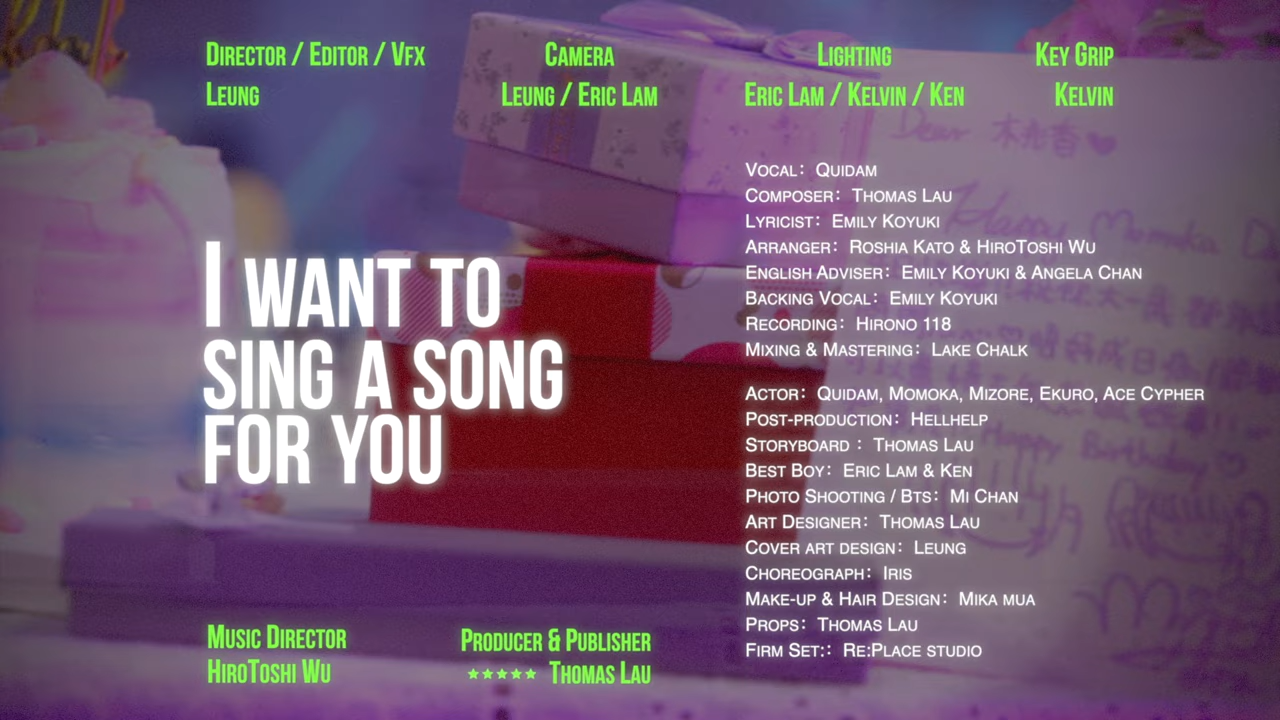 Director / Editor / Vfx
Leung
Camera
Leung / Eric Lam
Lighting
Eric Lam / Kelvin / Ken
Key Grip
Kelvin
I want to
sing a song
for you
Vocal： Quidam
Composer： Thomas Lau
Lyricist： Emily Koyuki
Arranger： Roshia Kato & HiroToshi Wu
English Adviser： Emily Koyuki & Angela Chan
Backing Vocal： Emily Koyuki
Recording： Hirono 118
Mixing & Mastering： Lake Chalk
Actor： Quidam, Momoka, Mizore, Ekuro, Ace Cypher
Post-production： Hellhelp
Storyboard ： Thomas Lau
Best Boy： Eric Lam & Ken
Photo Shooting / Bts： Mi Chan
Art Designer： Thomas Lau
Cover art design： Leung
Choreograph： Iris
Make-up & Hair Design： Mika mua
Props： Thomas Lau
Firm Set:： Re:Place studio
Music Director
HiroToshi Wu
Producer & Publisher
★★★★★ Thomas Lau
Dear
Happy Momoka
Happy Birthday